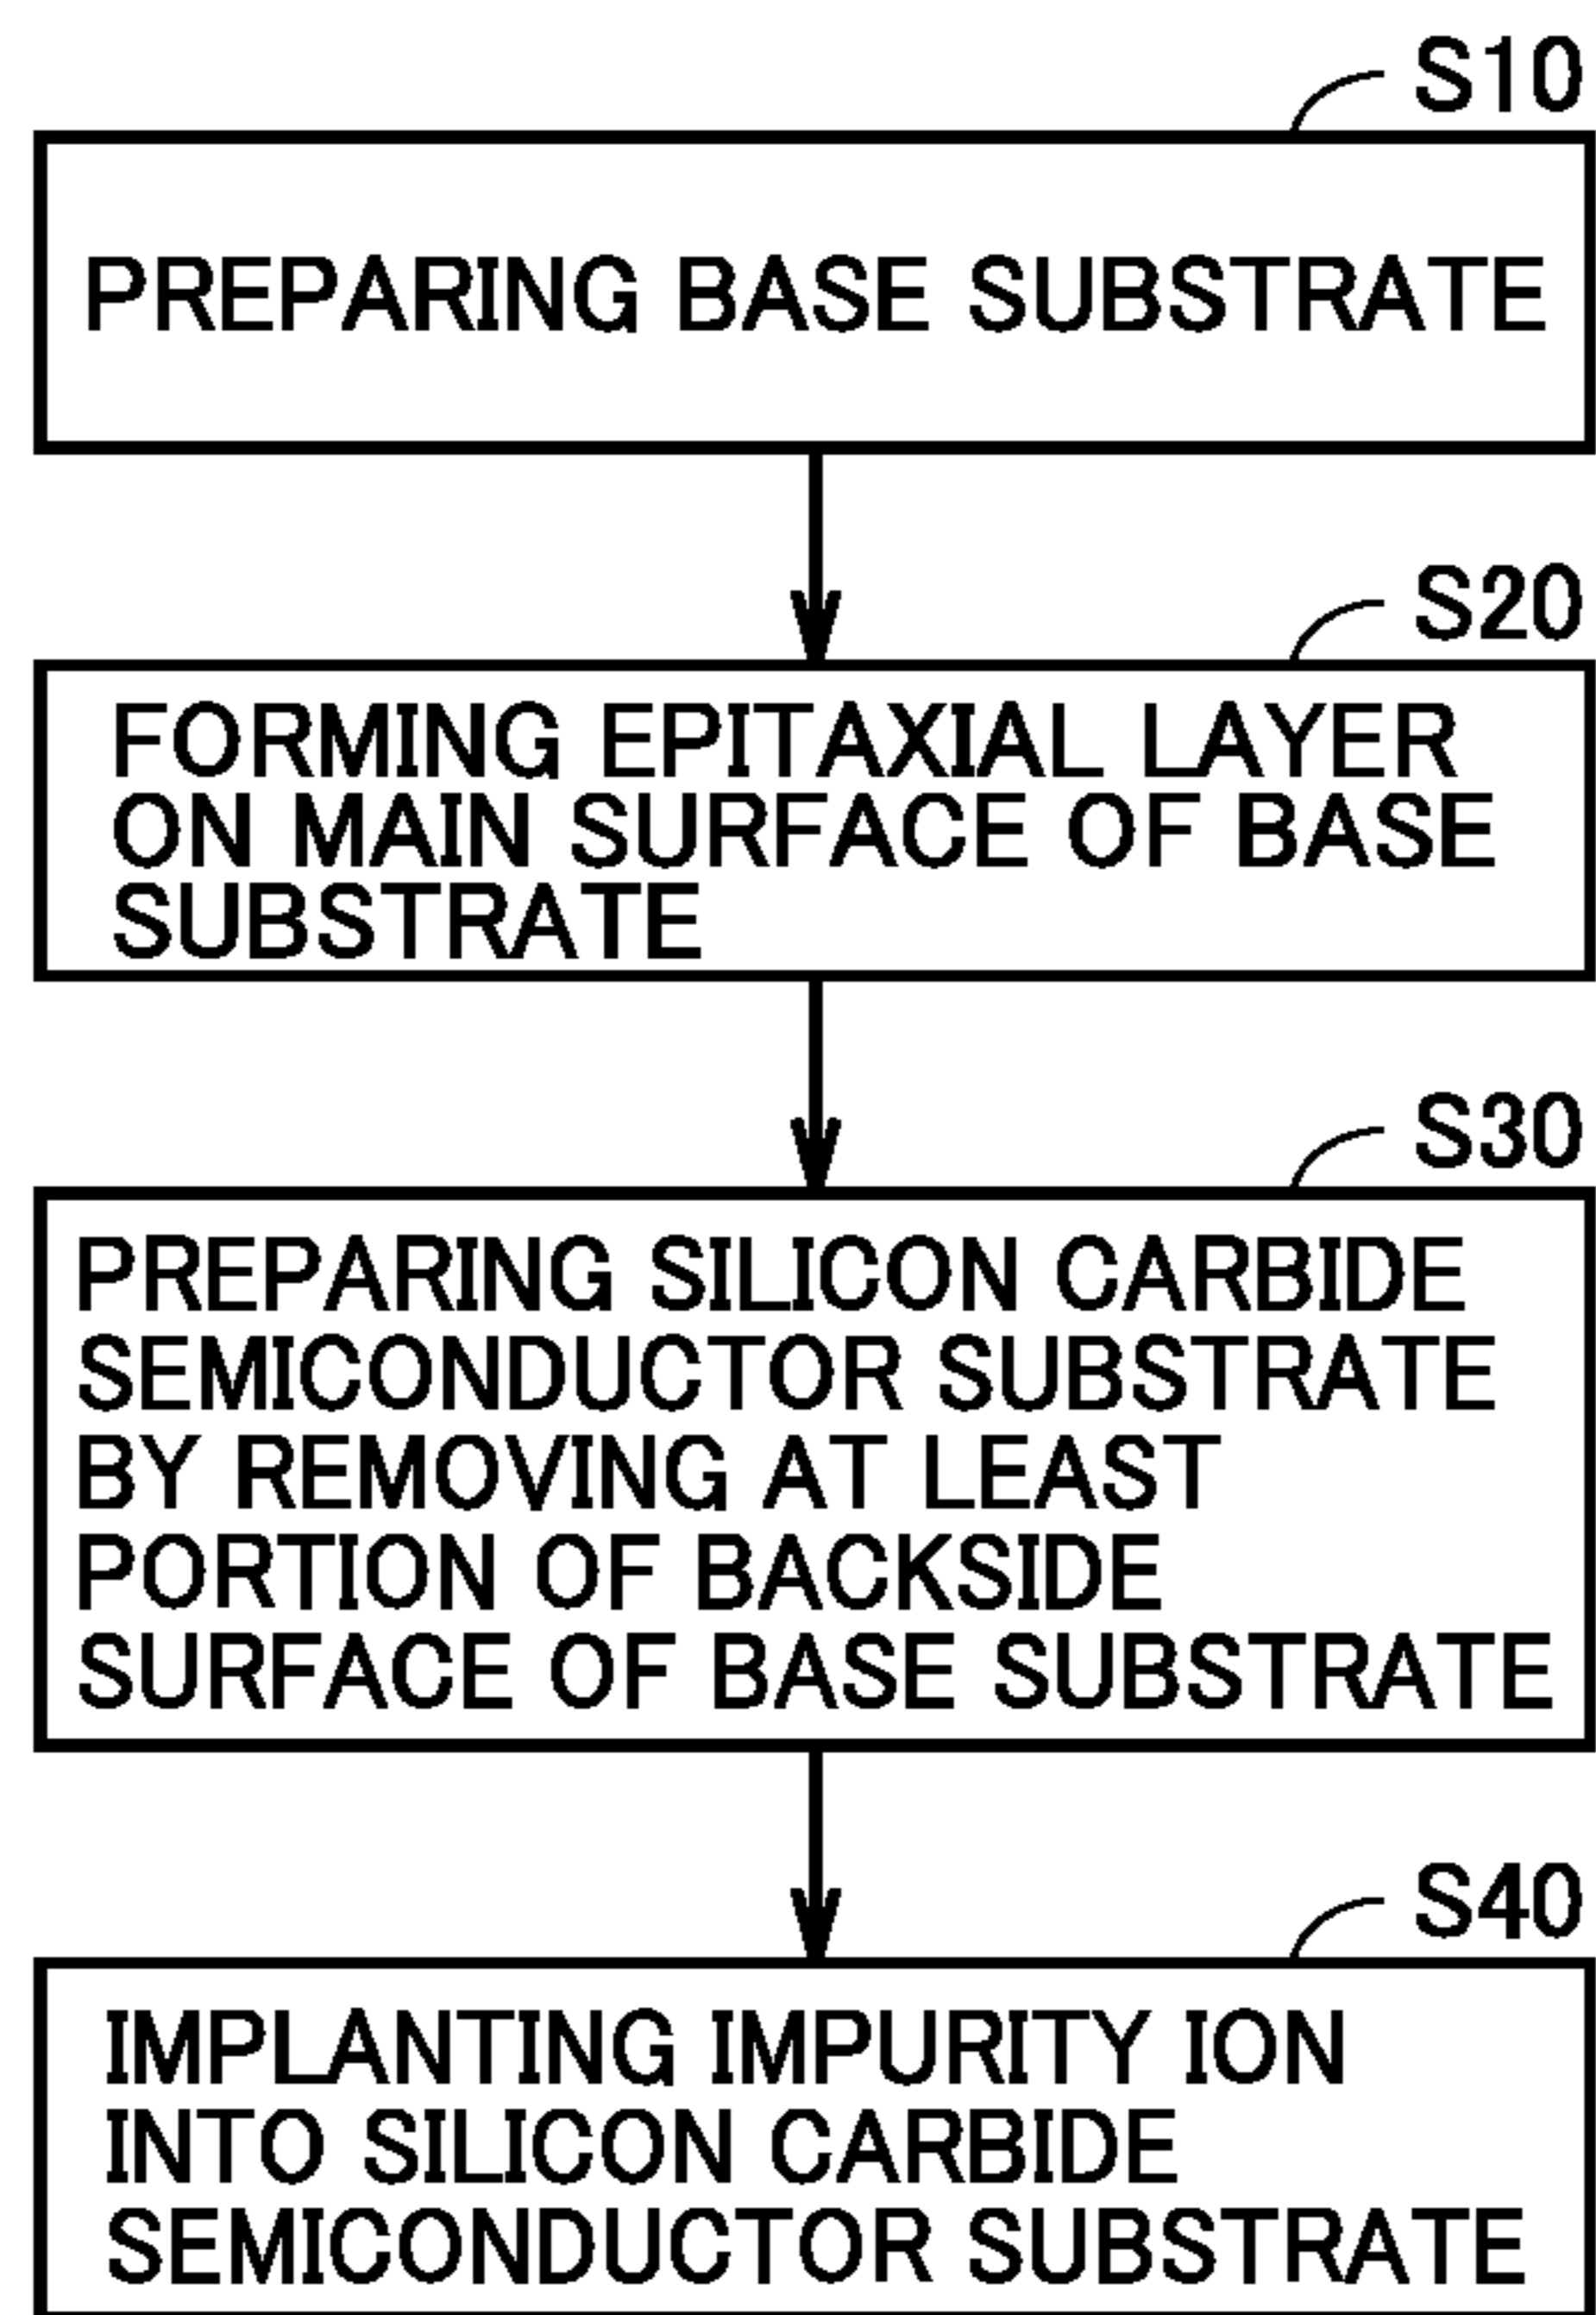 S10
PREPARING BASE SUBSTRATE
S20
FORMING EPITAXIAL LAYER
ON MAIN SURFACE OF BASE
SUBSTRATE
S30
PREPARING SILICON CARBIDE
SEMICONDUCTOR SUBSTRATE
BY REMOVING AT LEAST
PORTION OF BACKSIDE
SURFACE OF BASE SUBSTRATE
S40
IMPLANTING IMPURITY ION
INTO SILICON CARBIDE
SEMICONDUCTOR SUBSTRATE